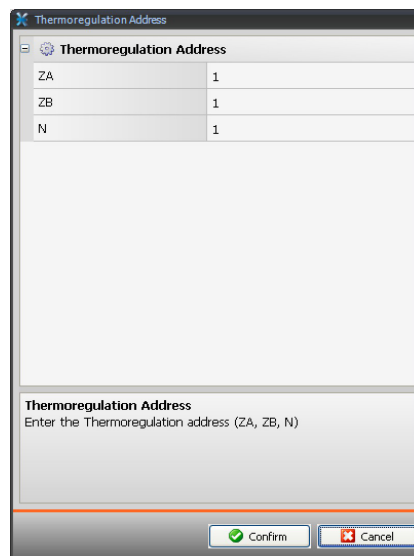 Thermoregulation Address
Thermoregulation Address
ZA 1
ZB 1
N 1
Thermoregulation Address
Enter the Thermoregulation address (ZA, ZB, N)
Confirm Cancel